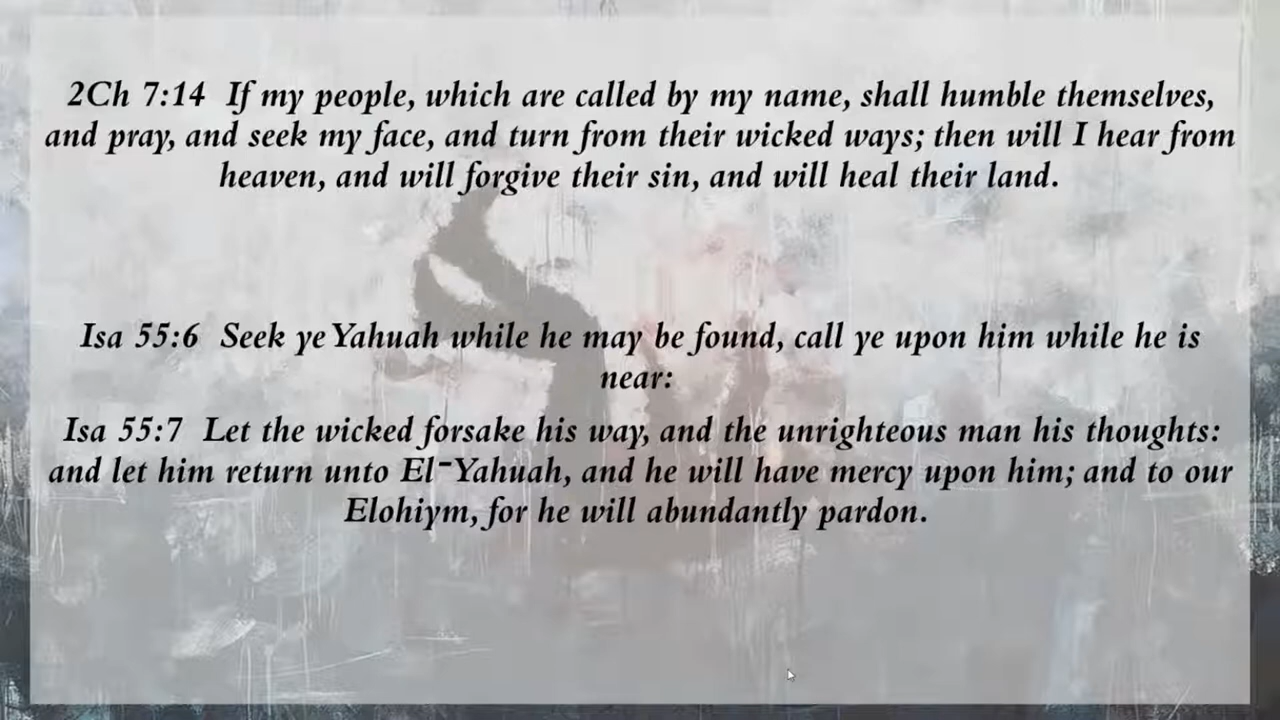 2Ch 7:14 If my people, which are called by my name, shall humble themselves,
and pray, and seek my face, and turn from their wicked ways; then will I hear from
heaven, and will forgive their sin, and will heal their land.
Isa 55:6 Seek ye Yahuah while he may be found, call ye upon him while he is
near:
Isa 55:7 Let the wicked forsake his way, and the unrighteous man his thoughts:
and let him return unto El-Yahuah, and he will have mercy upon him; and to our
Elohiym, for he will abundantly pardon.